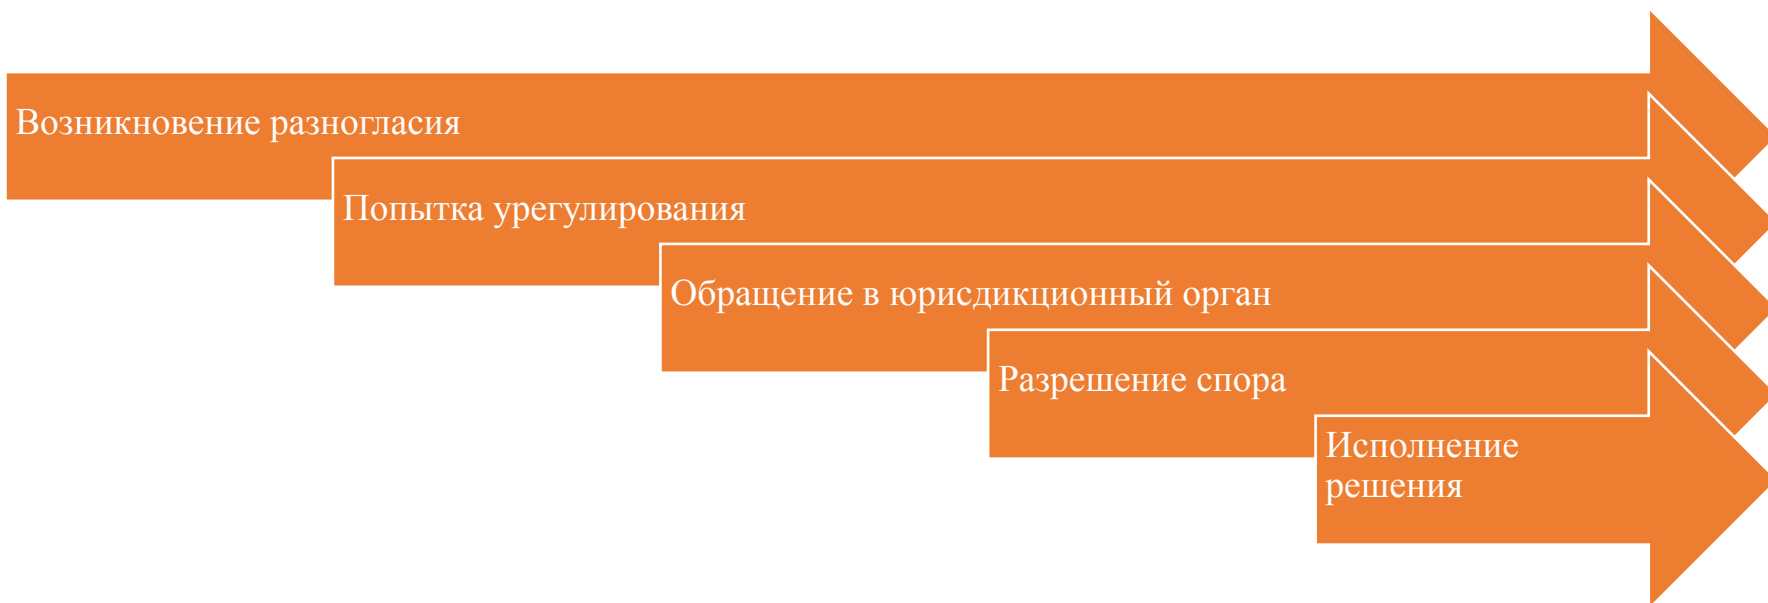 Возникновение разногласия
Попытка урегулирования
Обращение в юрисдикционный орган
Разрешение спора
Исполнение
решения